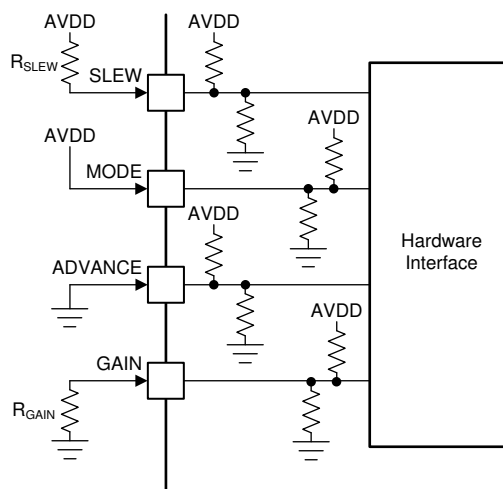 AVDD
AVDD
R_SLEW
SLEW
AVDD
AVDD
MODE
AVDD
ADVANCE
Hardware
Interface
AVDD
GAIN
R_GAIN